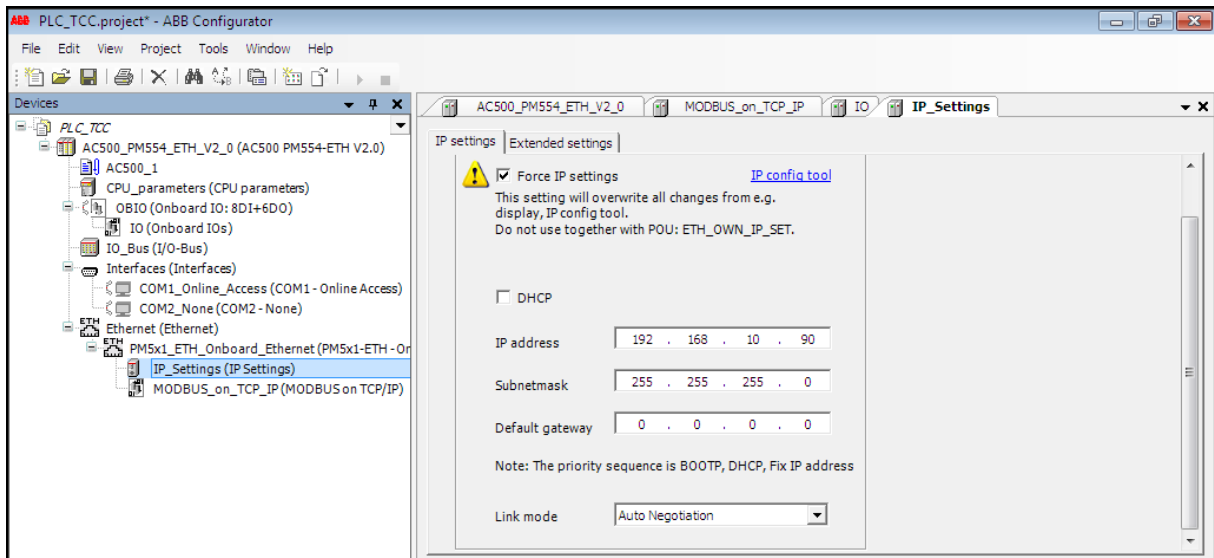 ABB PLC_TCC.project* - ABB Configurator
File Edit View Project Tools Window Help
Devices
PLC_TCC
AC500_PM554_ETH_V2_0 (AC500 PM554-ETH V2.0)
AC500_1
CPU_parameters (CPU parameters)
OBIO (Onboard IO: 8DI+6DO)
IO (Onboard IOs)
IO_Bus (I/O-Bus)
Interfaces (Interfaces)
COM1_Online_Access (COM1 - Online Access)
COM2_None (COM2 - None)
ETH Ethernet (Ethernet)
ETH PM5x1_ETH_Onboard_Ethernet (PM5x1-ETH - Or
IP_Settings (IP Settings)
MODBUS_on_TCP_IP (MODBUS on TCP/IP)
AC500_PM554_ETH_V2_0 MODBUS_on_TCP_IP IO IP_Settings
IP settings Extended settings
Force IP settings IP config tool
This setting will overwrite all changes from e.g.
display, IP config tool.
Do not use together with POU: ETH_OWN_IP_SET.
DHCP
IP address 192 . 168 . 10 . 90
Subnetmask 255 . 255 . 255 . 0
Default gateway 0 . 0 . 0 . 0
Note: The priority sequence is BOOTP, DHCP, Fix IP address
Link mode Auto Negotiation